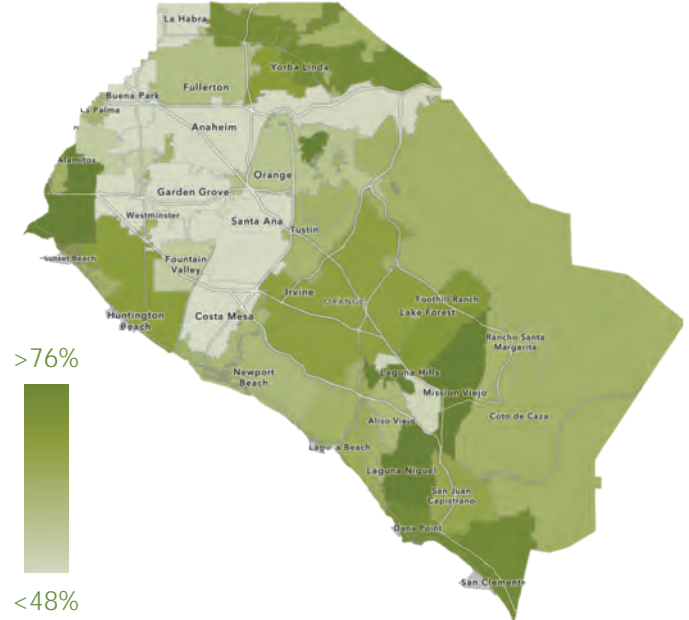 La Habra
Yorba Linda
Fullerton
Buena Park
La Palma
Anaheim
Alamitos
Orange
Garden Grove
Westminster
Santa Ana
Tustin
Sunset Beach
Fountain
Valley
Irvine
ORANGE
Foothill Ranch
Lake Forest
Huntington
Beach
Costa Mesa
Rancho Santa
Margarita
>76%
Newport
Beach
Laguna Hills
Mission Viejo
Coto de Caza
Aliso Viejo
Beach
Laguna Niguel
San Juan
Capistrano
Dana Point
San Clemente
<48%